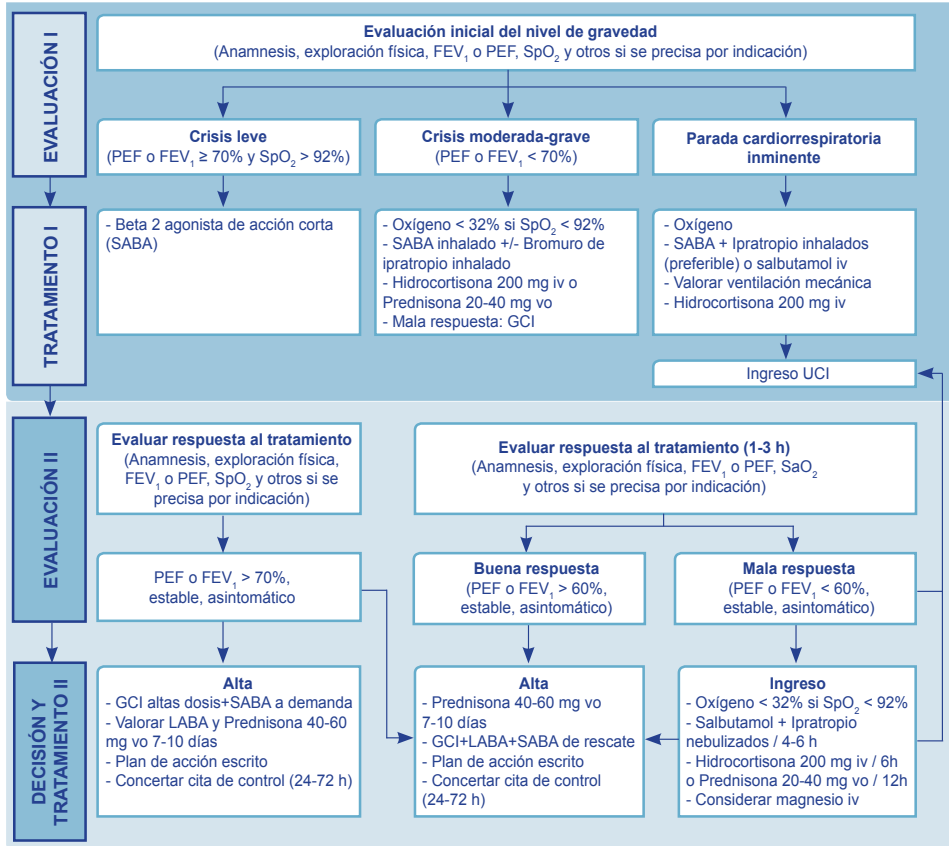 EVALUACIÓN I
Evaluación inicial del nivel de gravedad
(Anamnesis, exploración física, FEV₁ o PEF, SpO₂ y otros si se precisa por indicación)
Crisis leve
(PEF o FEV₁ ≥ 70% y SpO₂ > 92%)
Crisis moderada-grave
(PEF o FEV₁ < 70%)
Parada cardiorrespiratoria
inminente
TRATAMIENTO I
- Beta 2 agonista de acción corta
(SABA)
- Oxígeno < 32% si SpO₂ < 92%
- SABA inhalado +/- Bromuro de
ipratropio inhalado
- Hidrocortisona 200 mg iv o
Prednisona 20-40 mg vo
- Mala respuesta: GCI
- Oxígeno
- SABA + Ipratropio inhalados
(preferible) o salbutamol iv
- Valorar ventilación mecánica
- Hidrocortisona 200 mg iv
Ingreso UCI
EVALUACIÓN II
Evaluar respuesta al tratamiento
(Anamnesis, exploración física,
FEV₁ o PEF, SpO₂ y otros si se
precisa por indicación)
Evaluar respuesta al tratamiento (1-3 h)
(Anamnesis, exploración física, FEV₁ o PEF, SaO₂
y otros si se precisa por indicación)
PEF o FEV₁ > 70%,
estable, asintomático
Buena respuesta
(PEF o FEV₁ > 60%,
estable, asintomático)
Mala respuesta
(PEF o FEV₁ < 60%,
estable, asintomático)
DECISIÓN Y
TRATAMIENTO II
Alta
- GCI altas dosis+SABA a demanda
- Valorar LABA y Prednisona 40-60
mg vo 7-10 días
- Plan de acción escrito
- Concertar cita de control (24-72 h)
Alta
- Prednisona 40-60 mg vo
7-10 días
- GCI+LABA+SABA de rescate
- Plan de acción escrito
- Concertar cita de control
(24-72 h)
Ingreso
- Oxígeno < 32% si SpO₂ < 92%
- Salbutamol + Ipratropio
nebulizados / 4-6 h
- Hidrocortisona 200 mg iv / 6h
o Prednisona 20-40 mg vo / 12h
- Considerar magnesio iv